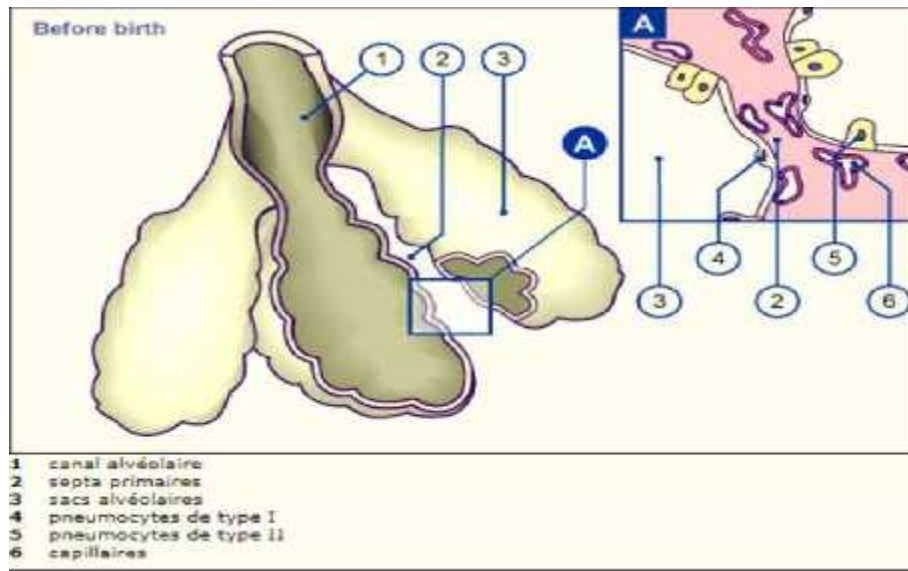 Before birth
1 2 3
A
A
4 5
3 2 6
1 canal alvéolaire
2 septa primaires
3 sacs alvéolaires
4 pneumocytes de type I
5 pneumocytes de type II
6 capillaires